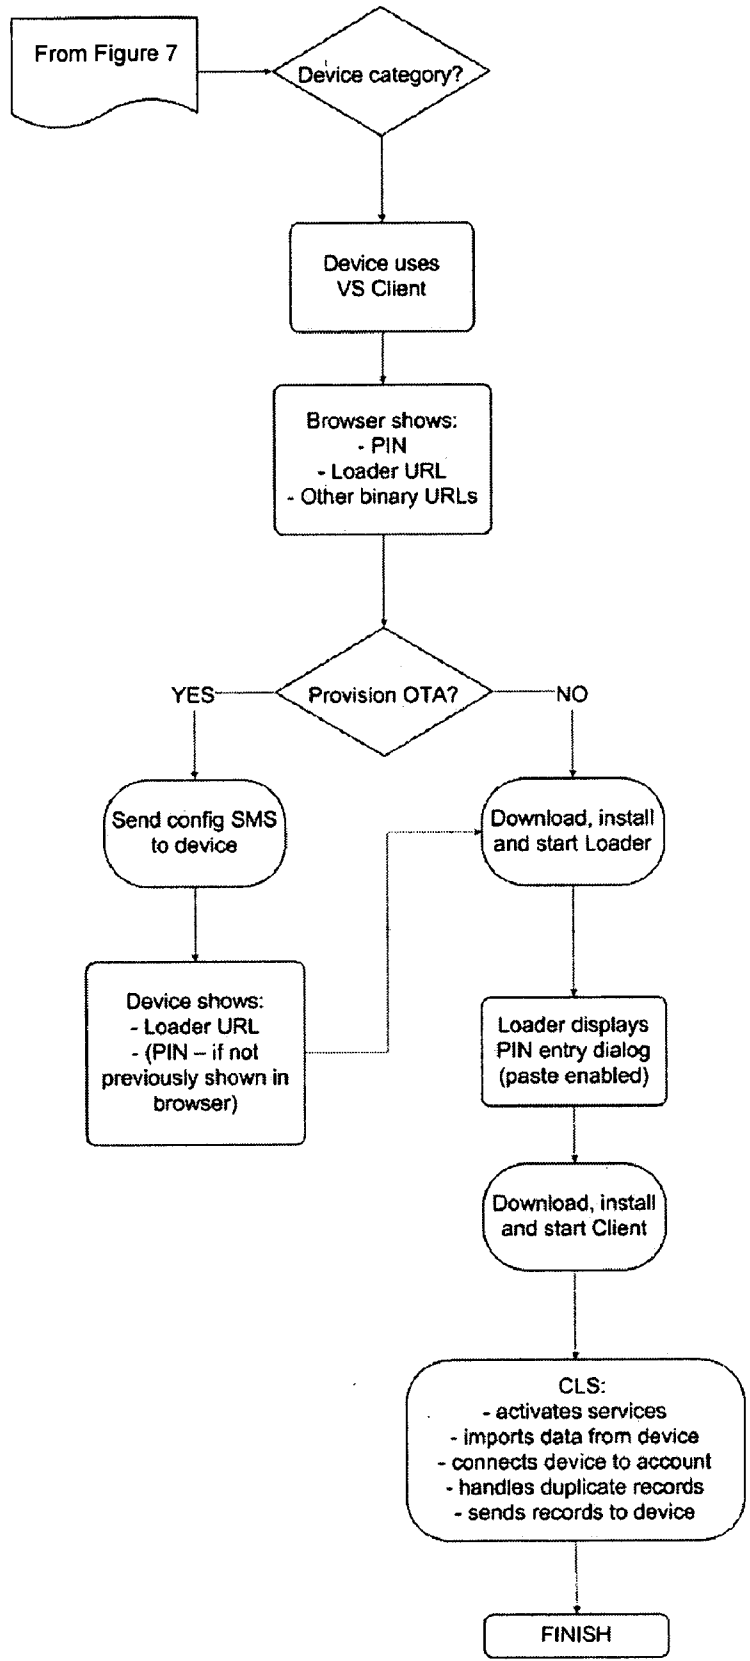 From Figure 7
Device category?
Device uses
VS Client
Browser shows:
- PIN
- Loader URL
- Other binary URLs
Provision OTA?
YES
NO
Send config SMS
to device
Download, install
and start Loader
Device shows:
- Loader URL
- (PIN – if not
previously shown in
browser)
Loader displays
PIN entry dialog
(paste enabled)
Download, install
and start Client
CLS:
- activates services
- imports data from device
- connects device to account
- handles duplicate records
- sends records to device
FINISH